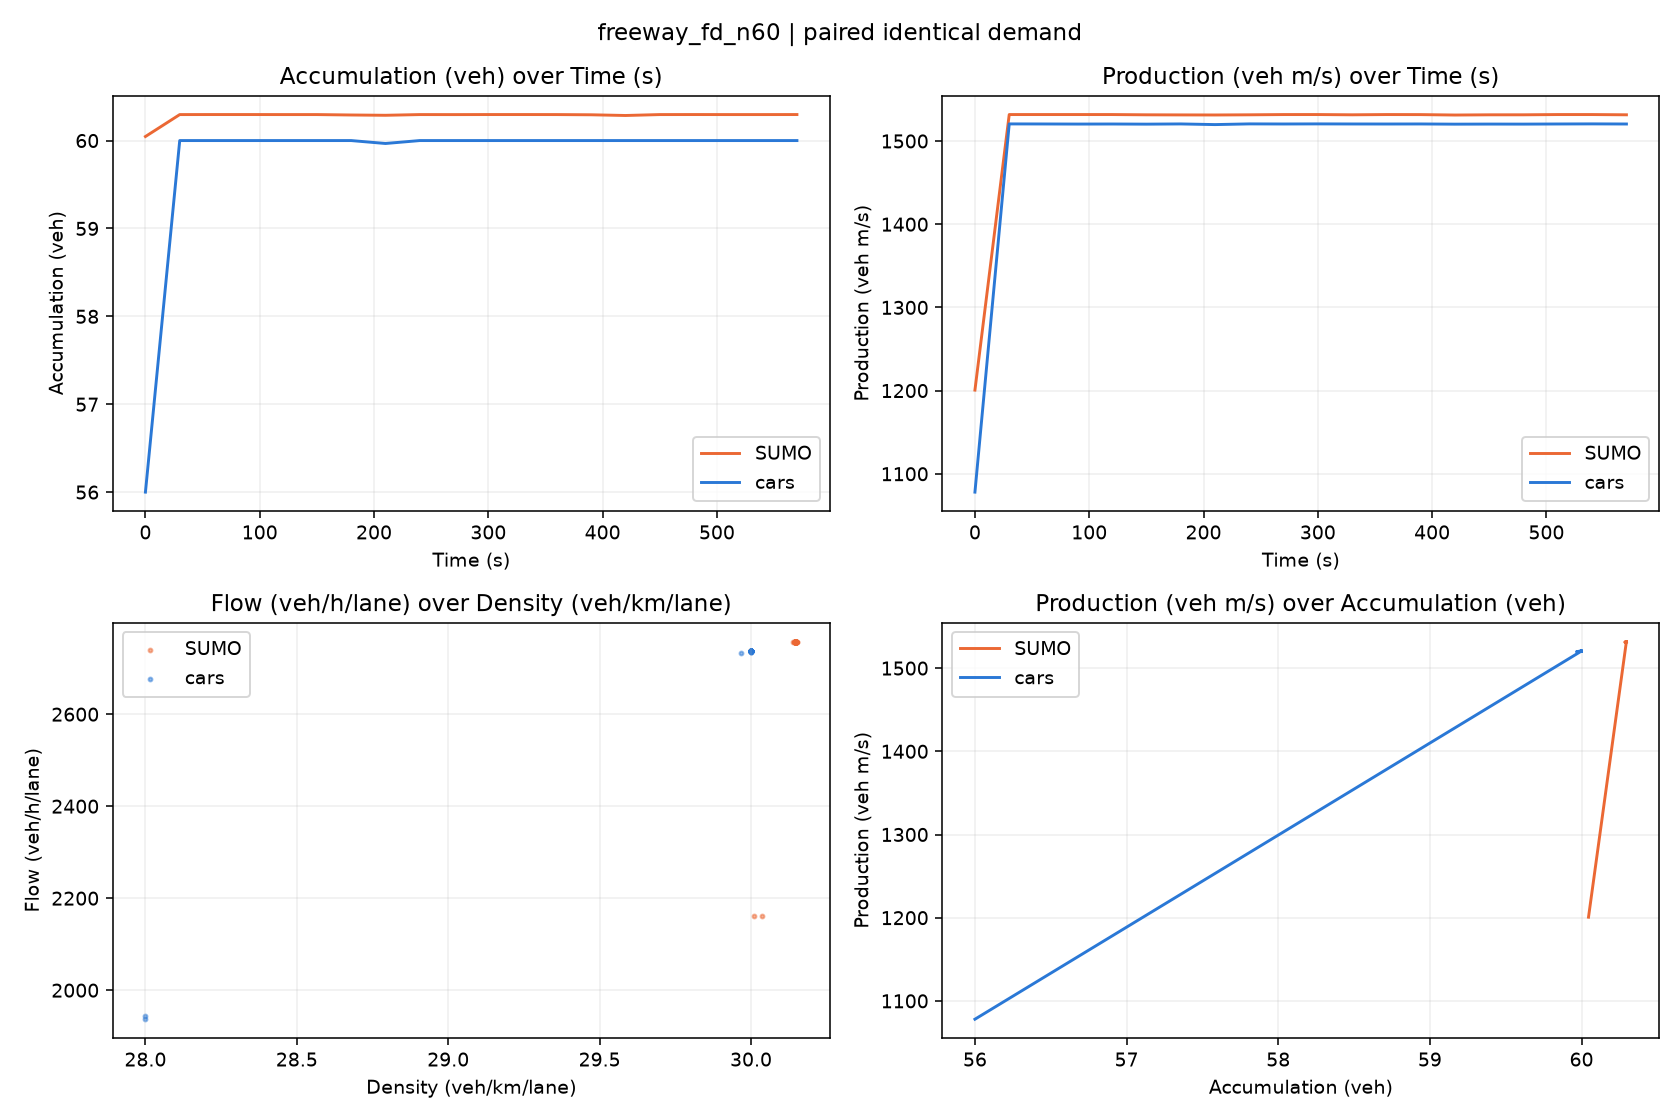 freeway_fd_n60 | paired identical demand
Accumulation (veh) over Time (s)
Accumulation (veh)
60
59
58
57
56
0 100 200 300 400 500
Time (s)
SUMO
cars
Production (veh m/s) over Time (s)
Production (veh m/s)
1500
1400
1300
1200
1100
0 100 200 300 400 500
Time (s)
SUMO
cars
Flow (veh/h/lane) over Density (veh/km/lane)
SUMO
cars
Flow (veh/h/lane)
2600
2400
2200
2000
28.0 28.5 29.0 29.5 30.0
Density (veh/km/lane)
Production (veh m/s) over Accumulation (veh)
SUMO
cars
Production (veh m/s)
1500
1400
1300
1200
1100
56 57 58 59 60
Accumulation (veh)